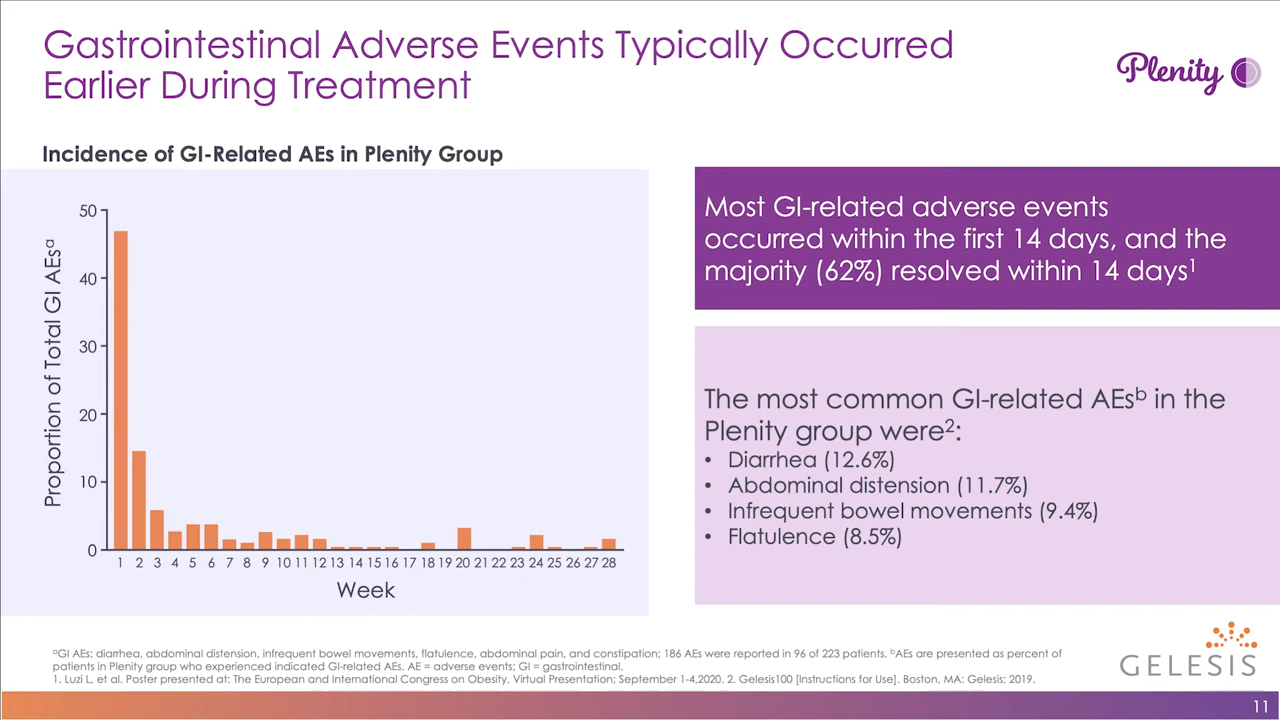 Gastrointestinal Adverse Events Typically Occurred
Earlier During Treatment
Plenity
Incidence of GI-Related AEs in Plenity Group
Proportion of Total GI AEsᵃ
50
40
30
20
10
0
1 2 3 4 5 6 7 8 9 10 11 12 13 14 15 16 17 18 19 20 21 22 23 24 25 26 27 28
Week
Most GI-related adverse events
occurred within the first 14 days, and the
majority (62%) resolved within 14 days¹
The most common GI-related AEsᵇ in the
Plenity group were²:
• Diarrhea (12.6%)
• Abdominal distension (11.7%)
• Infrequent bowel movements (9.4%)
• Flatulence (8.5%)
ᵃGI AEs: diarrhea, abdominal distension, infrequent bowel movements, flatulence, abdominal pain, and constipation; 186 AEs were reported in 96 of 223 patients. ᵇAEs are presented as percent of
patients in Plenity group who experienced indicated GI-related AEs. AE = adverse events; GI = gastrointestinal.
1. Luzi L, et al. Poster presented at: The European and International Congress on Obesity. Virtual Presentation; September 1-4,2020. 2. Gelesis100 [Instructions for Use]. Boston, MA: Gelesis; 2019.
GELESIS
11